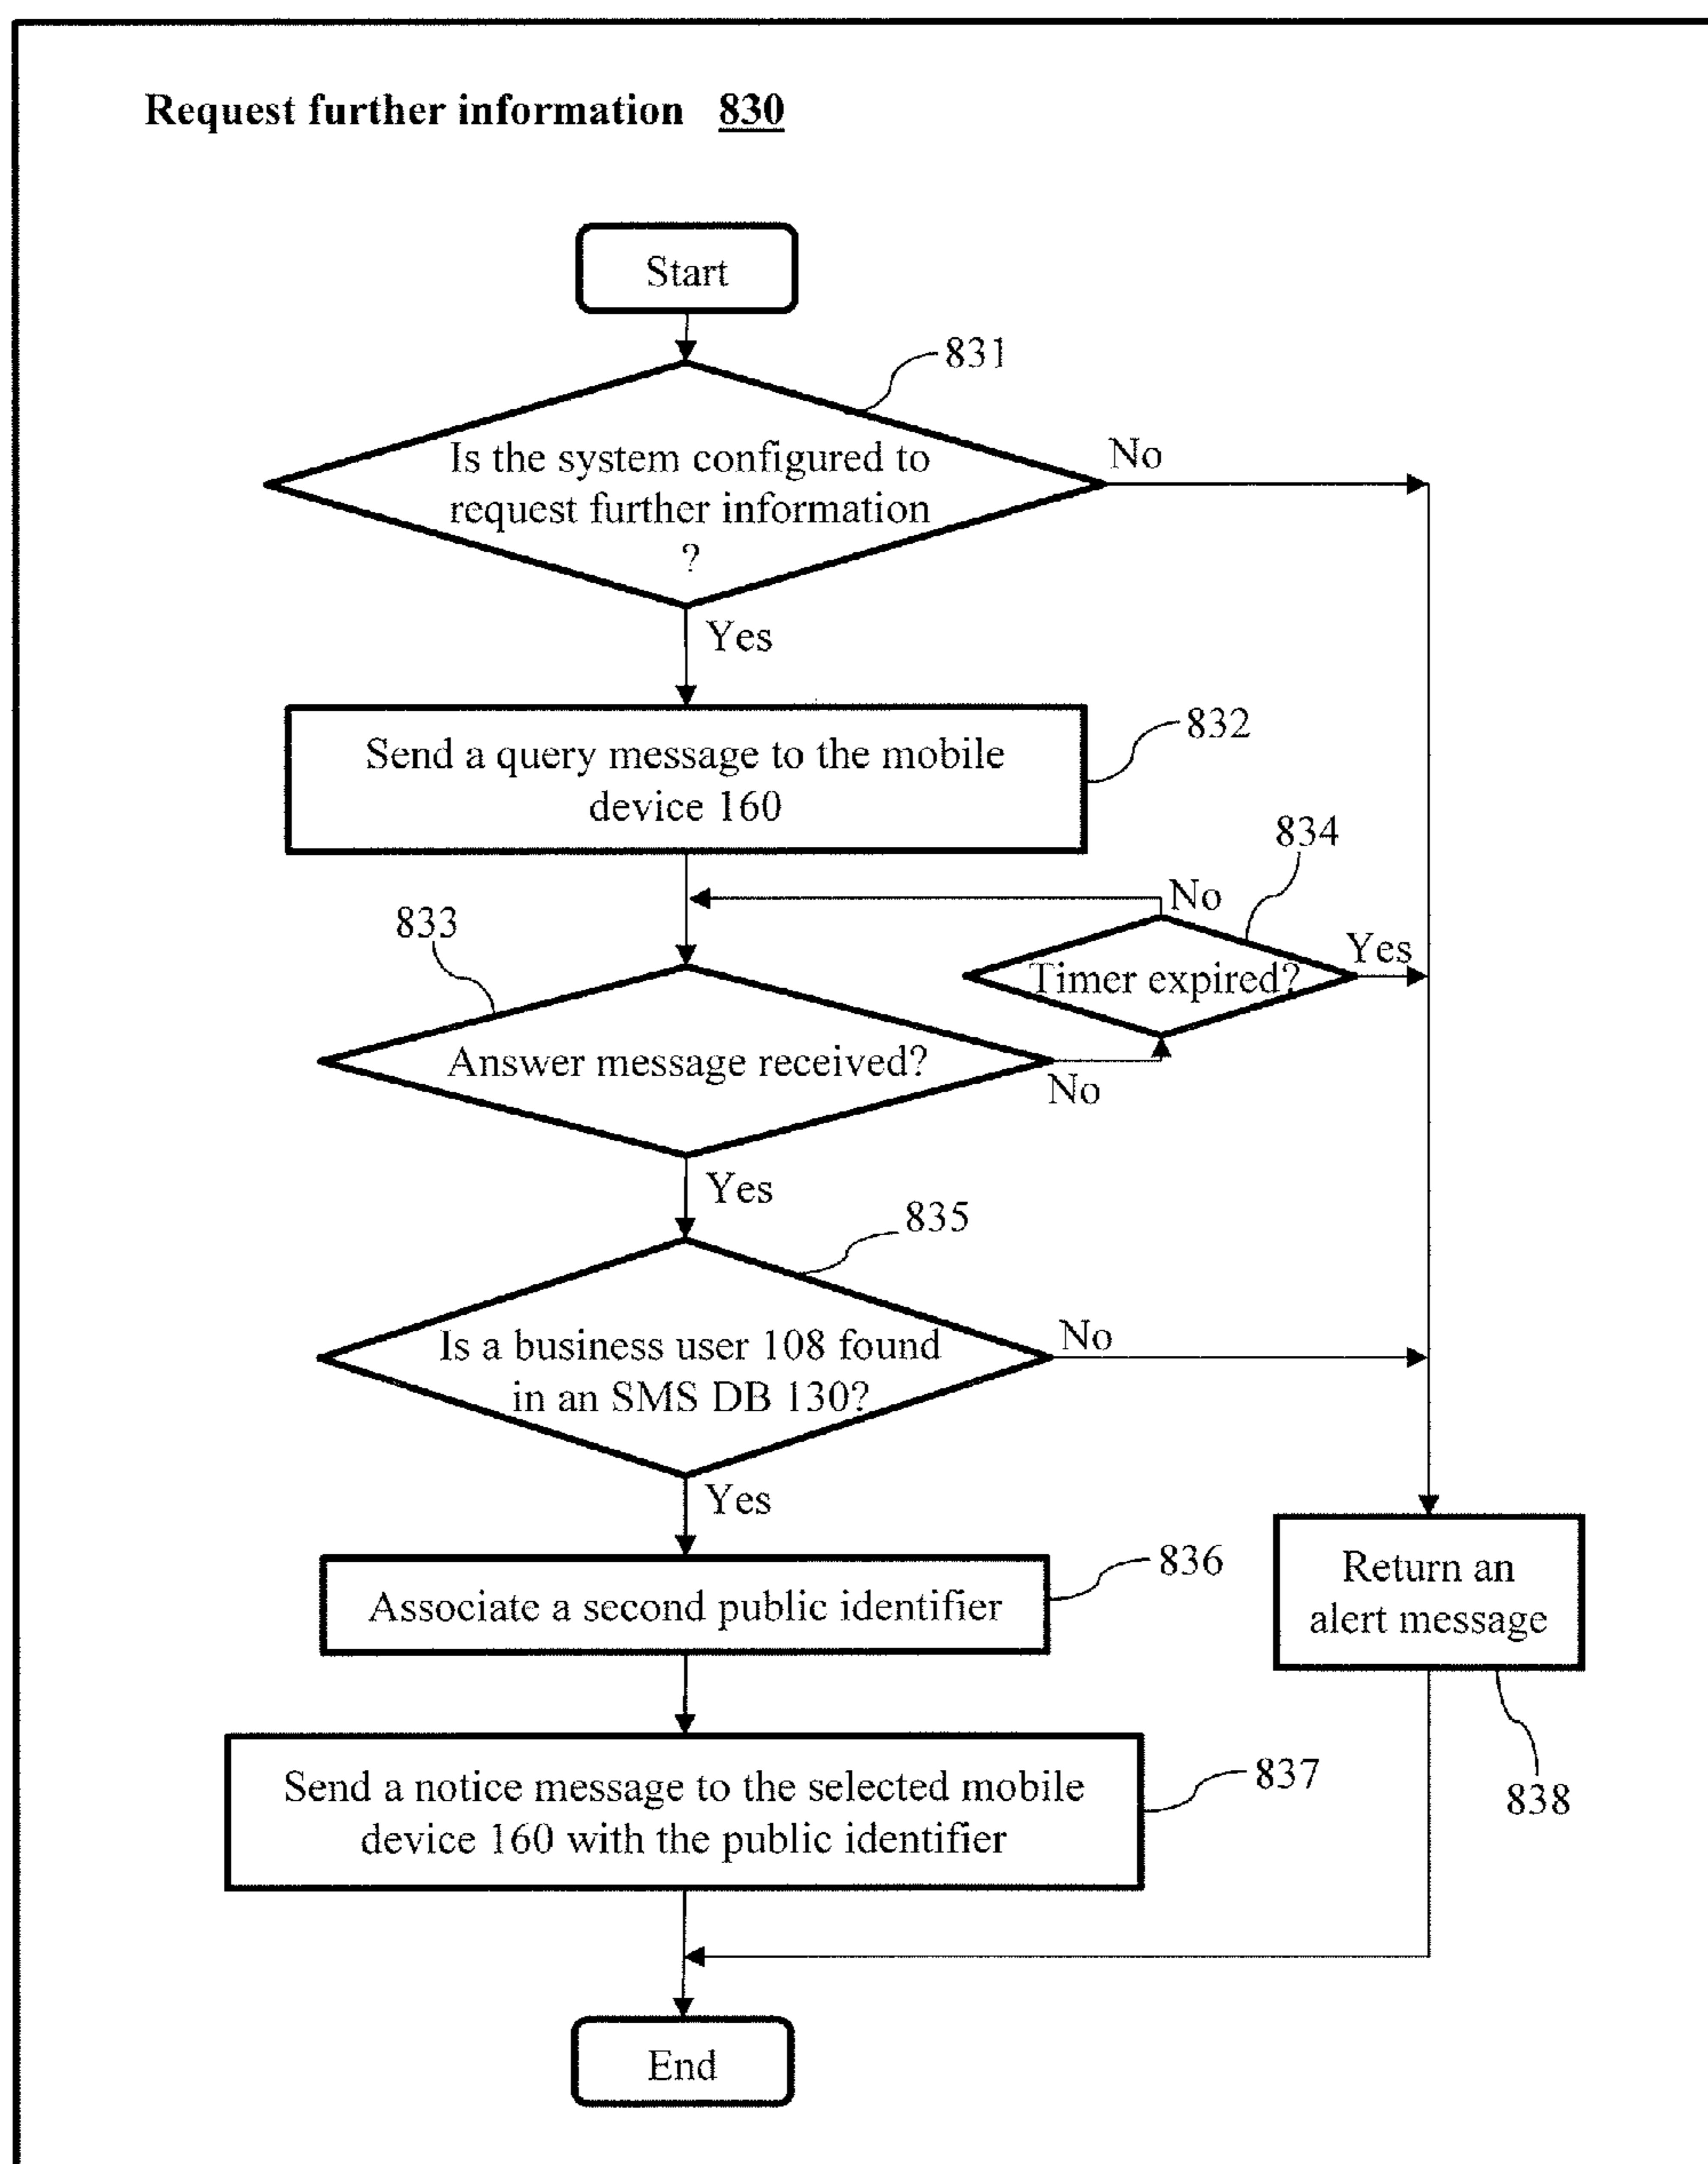 Request further information 830
Start
831
Is the system configured to
request further information
?
No
Yes
832
Send a query message to the mobile
device 160
834
No
833
Timer expired?
Yes
Answer message received?
No
Yes
835
Is a business user 108 found
in an SMS DB 130?
No
Yes
836
Associate a second public identifier
Return an
alert message
837
Send a notice message to the selected mobile
device 160 with the public identifier
838
End